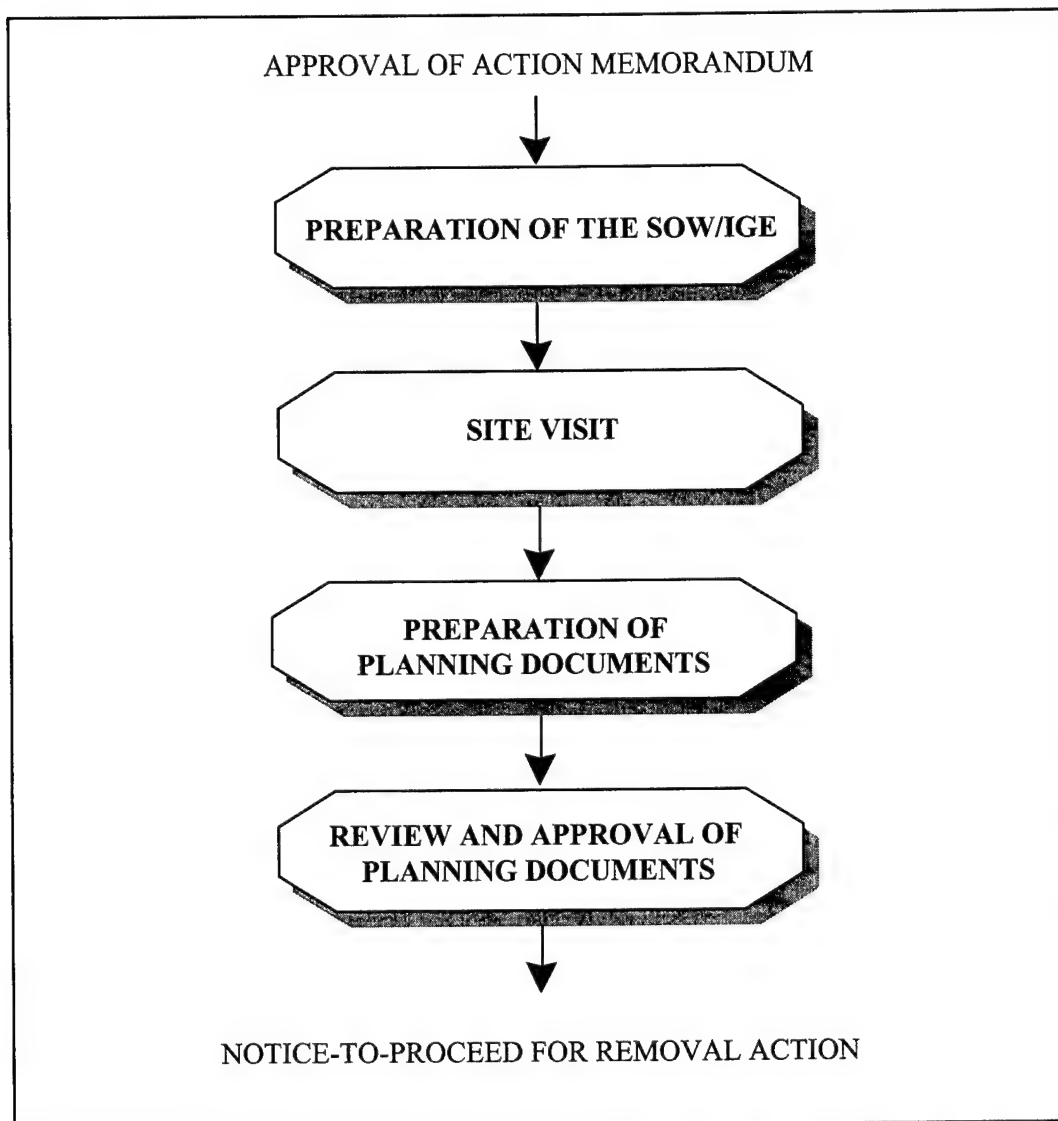 APPROVAL OF ACTION MEMORANDUM
PREPARATION OF THE SOW/IGE
SITE VISIT
PREPARATION OF
PLANNING DOCUMENTS
REVIEW AND APPROVAL OF
PLANNING DOCUMENTS
NOTICE-TO-PROCEED FOR REMOVAL ACTION